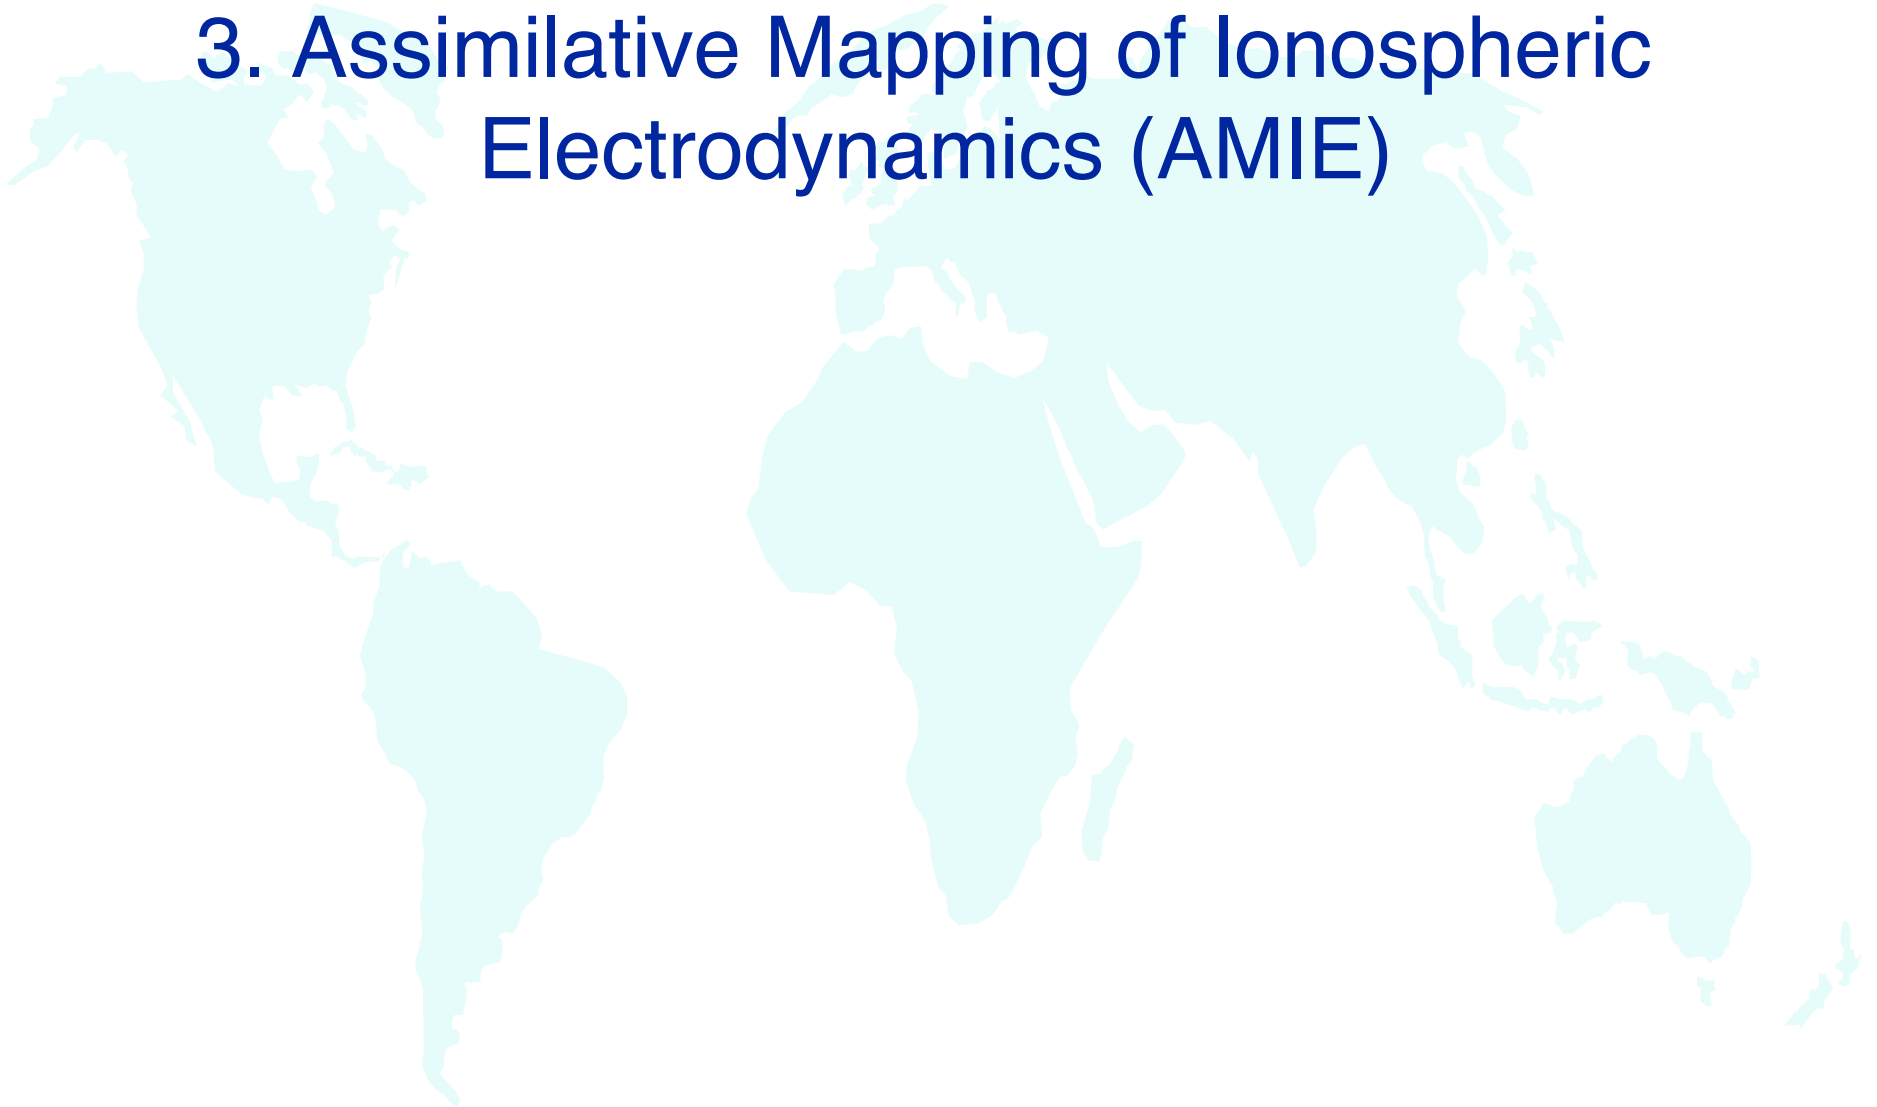 3. Assimilative Mapping of Ionospheric
Electrodynamics (AMIE)